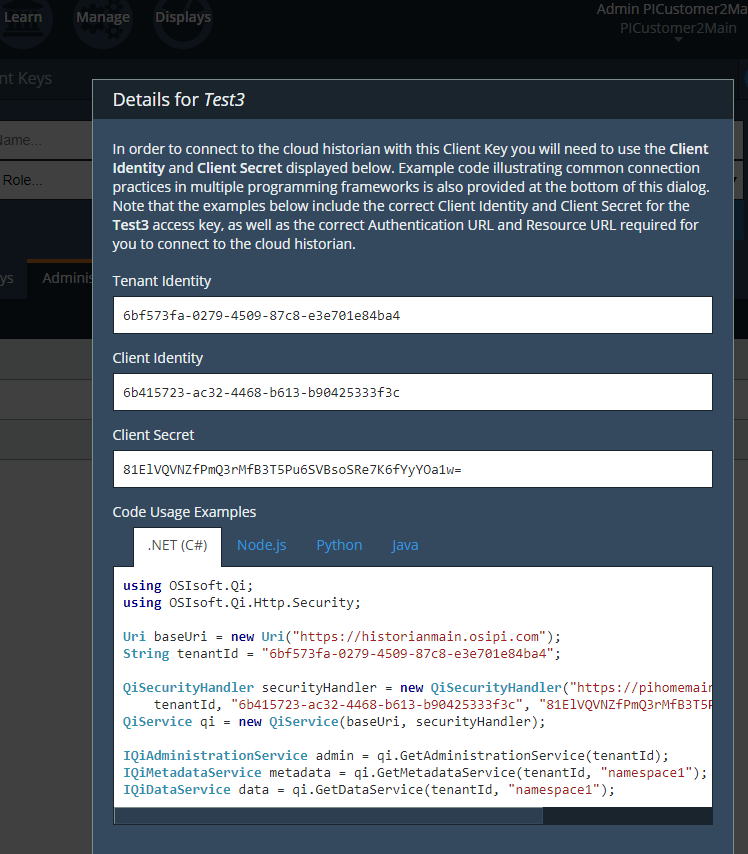 Learn Manage Displays
Admin PICustomer2Ma
PICustomer2Main
nt Keys
Name...
Role...
ys Adminis
Details for Test3
In order to connect to the cloud historian with this Client Key you will need to use the Client
Identity and Client Secret displayed below. Example code illustrating common connection
practices in multiple programming frameworks is also provided at the bottom of this dialog.
Note that the examples below include the correct Client Identity and Client Secret for the
Test3 access key, as well as the correct Authentication URL and Resource URL required for
you to connect to the cloud historian.
Tenant Identity
6bf573fa-0279-4509-87c8-e3e701e84ba4
Client Identity
6b415723-ac32-4468-b613-b90425333f3c
Client Secret
81ElVQVNZfPmQ3rMfB3T5Pu6SVBsoSRe7K6fYyYOa1w=
Code Usage Examples
.NET (C#) Node.js Python Java
using OSIsoft.Qi;
using OSIsoft.Qi.Http.Security;
Uri baseUri = new Uri("https://historianmain.osipi.com");
String tenantId = "6bf573fa-0279-4509-87c8-e3e701e84ba4";
QiSecurityHandler securityHandler = new QiSecurityHandler("https://pihomemain
tenantId, "6b415723-ac32-4468-b613-b90425333f3c", "81ElVQVNZfPmQ3rMfB3T5P
QiService qi = new QiService(baseUri, securityHandler);
IQiAdministrationService admin = qi.GetAdministrationService(tenantId);
IQiMetadataService metadata = qi.GetMetadataService(tenantId, "namespace1");
IQiDataService data = qi.GetDataService(tenantId, "namespace1");